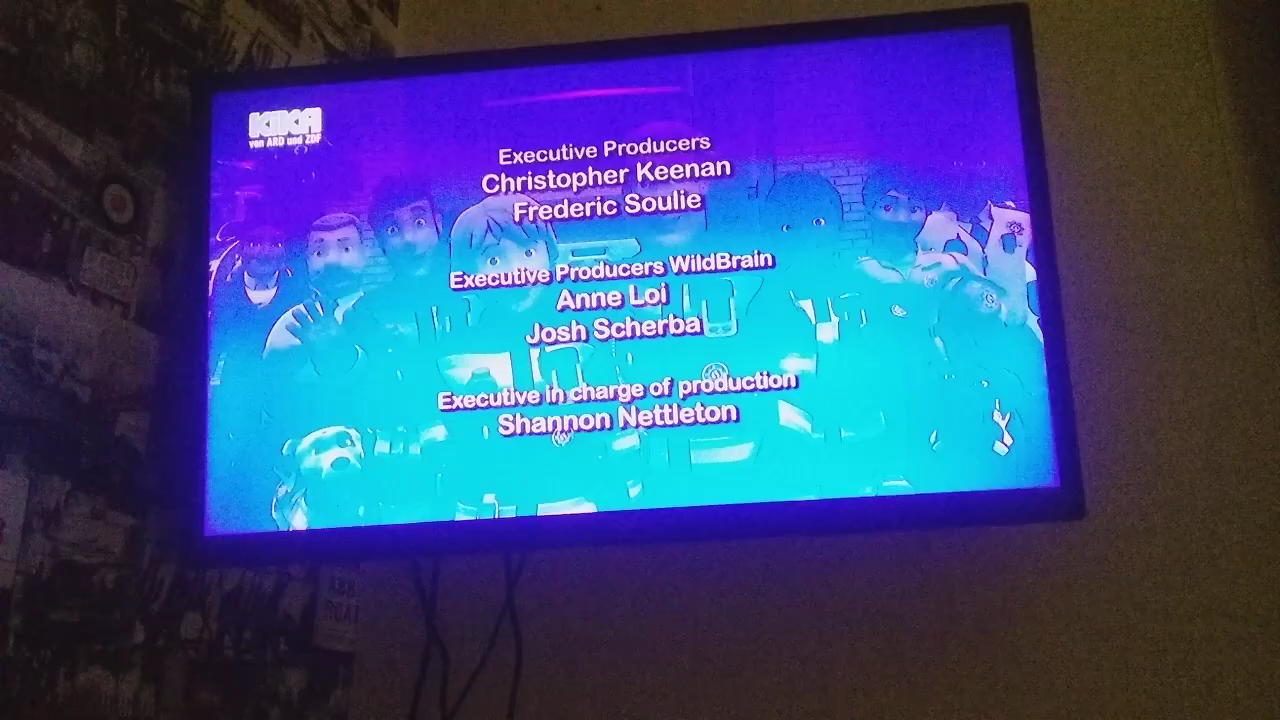 KiKA
von ARD und ZDF
Executive Producers
Christopher Keenan
Frederic Soulie
Executive Producers WildBrain
Anne Loi
Josh Scherba
Executive in charge of production
Shannon Nettleton